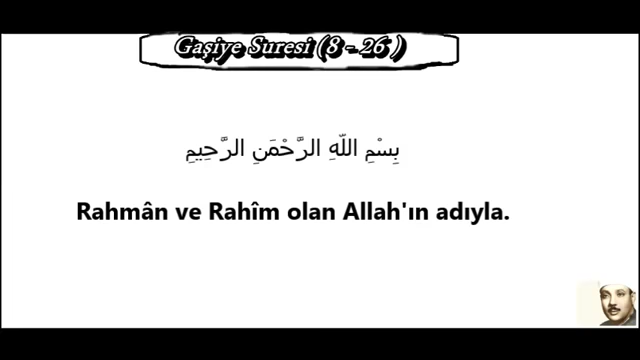 Gaşiye Suresi (8 - 26 )
بِسْمِ اللّهِ الرَّحْمَنِ الرَّحِيمِ
Rahmân ve Rahîm olan Allah'ın adıyla.